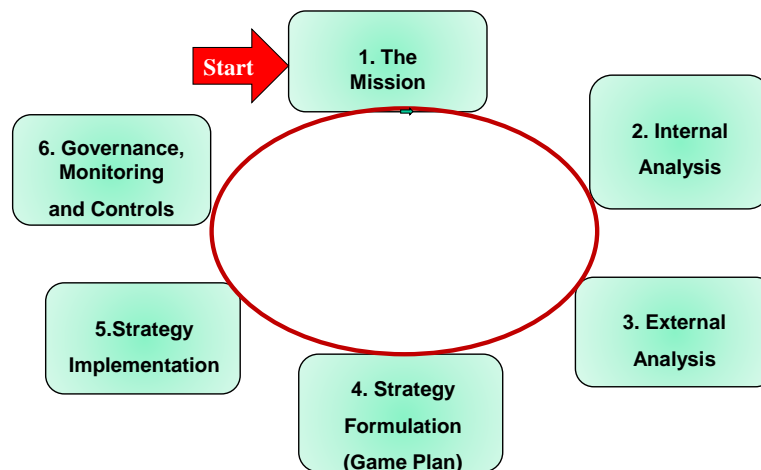 Start
1. The
Mission
2. Internal
Analysis
3. External
Analysis
4. Strategy
Formulation
(Game Plan)
5.Strategy
Implementation
6. Governance,
Monitoring
and Controls